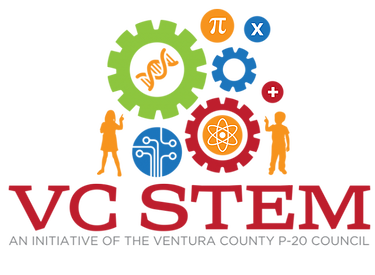 π x
+
VC STEM
AN INITIATIVE OF THE VENTURA COUNTY P-20 COUNCIL